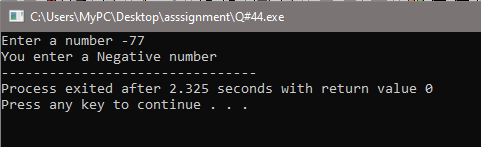 C:\Users\MyPC\Desktop\asssignment\Q#44.exe
Enter a number -77
You enter a Negative number
--------------------------------
Process exited after 2.325 seconds with return value 0
Press any key to continue . . .